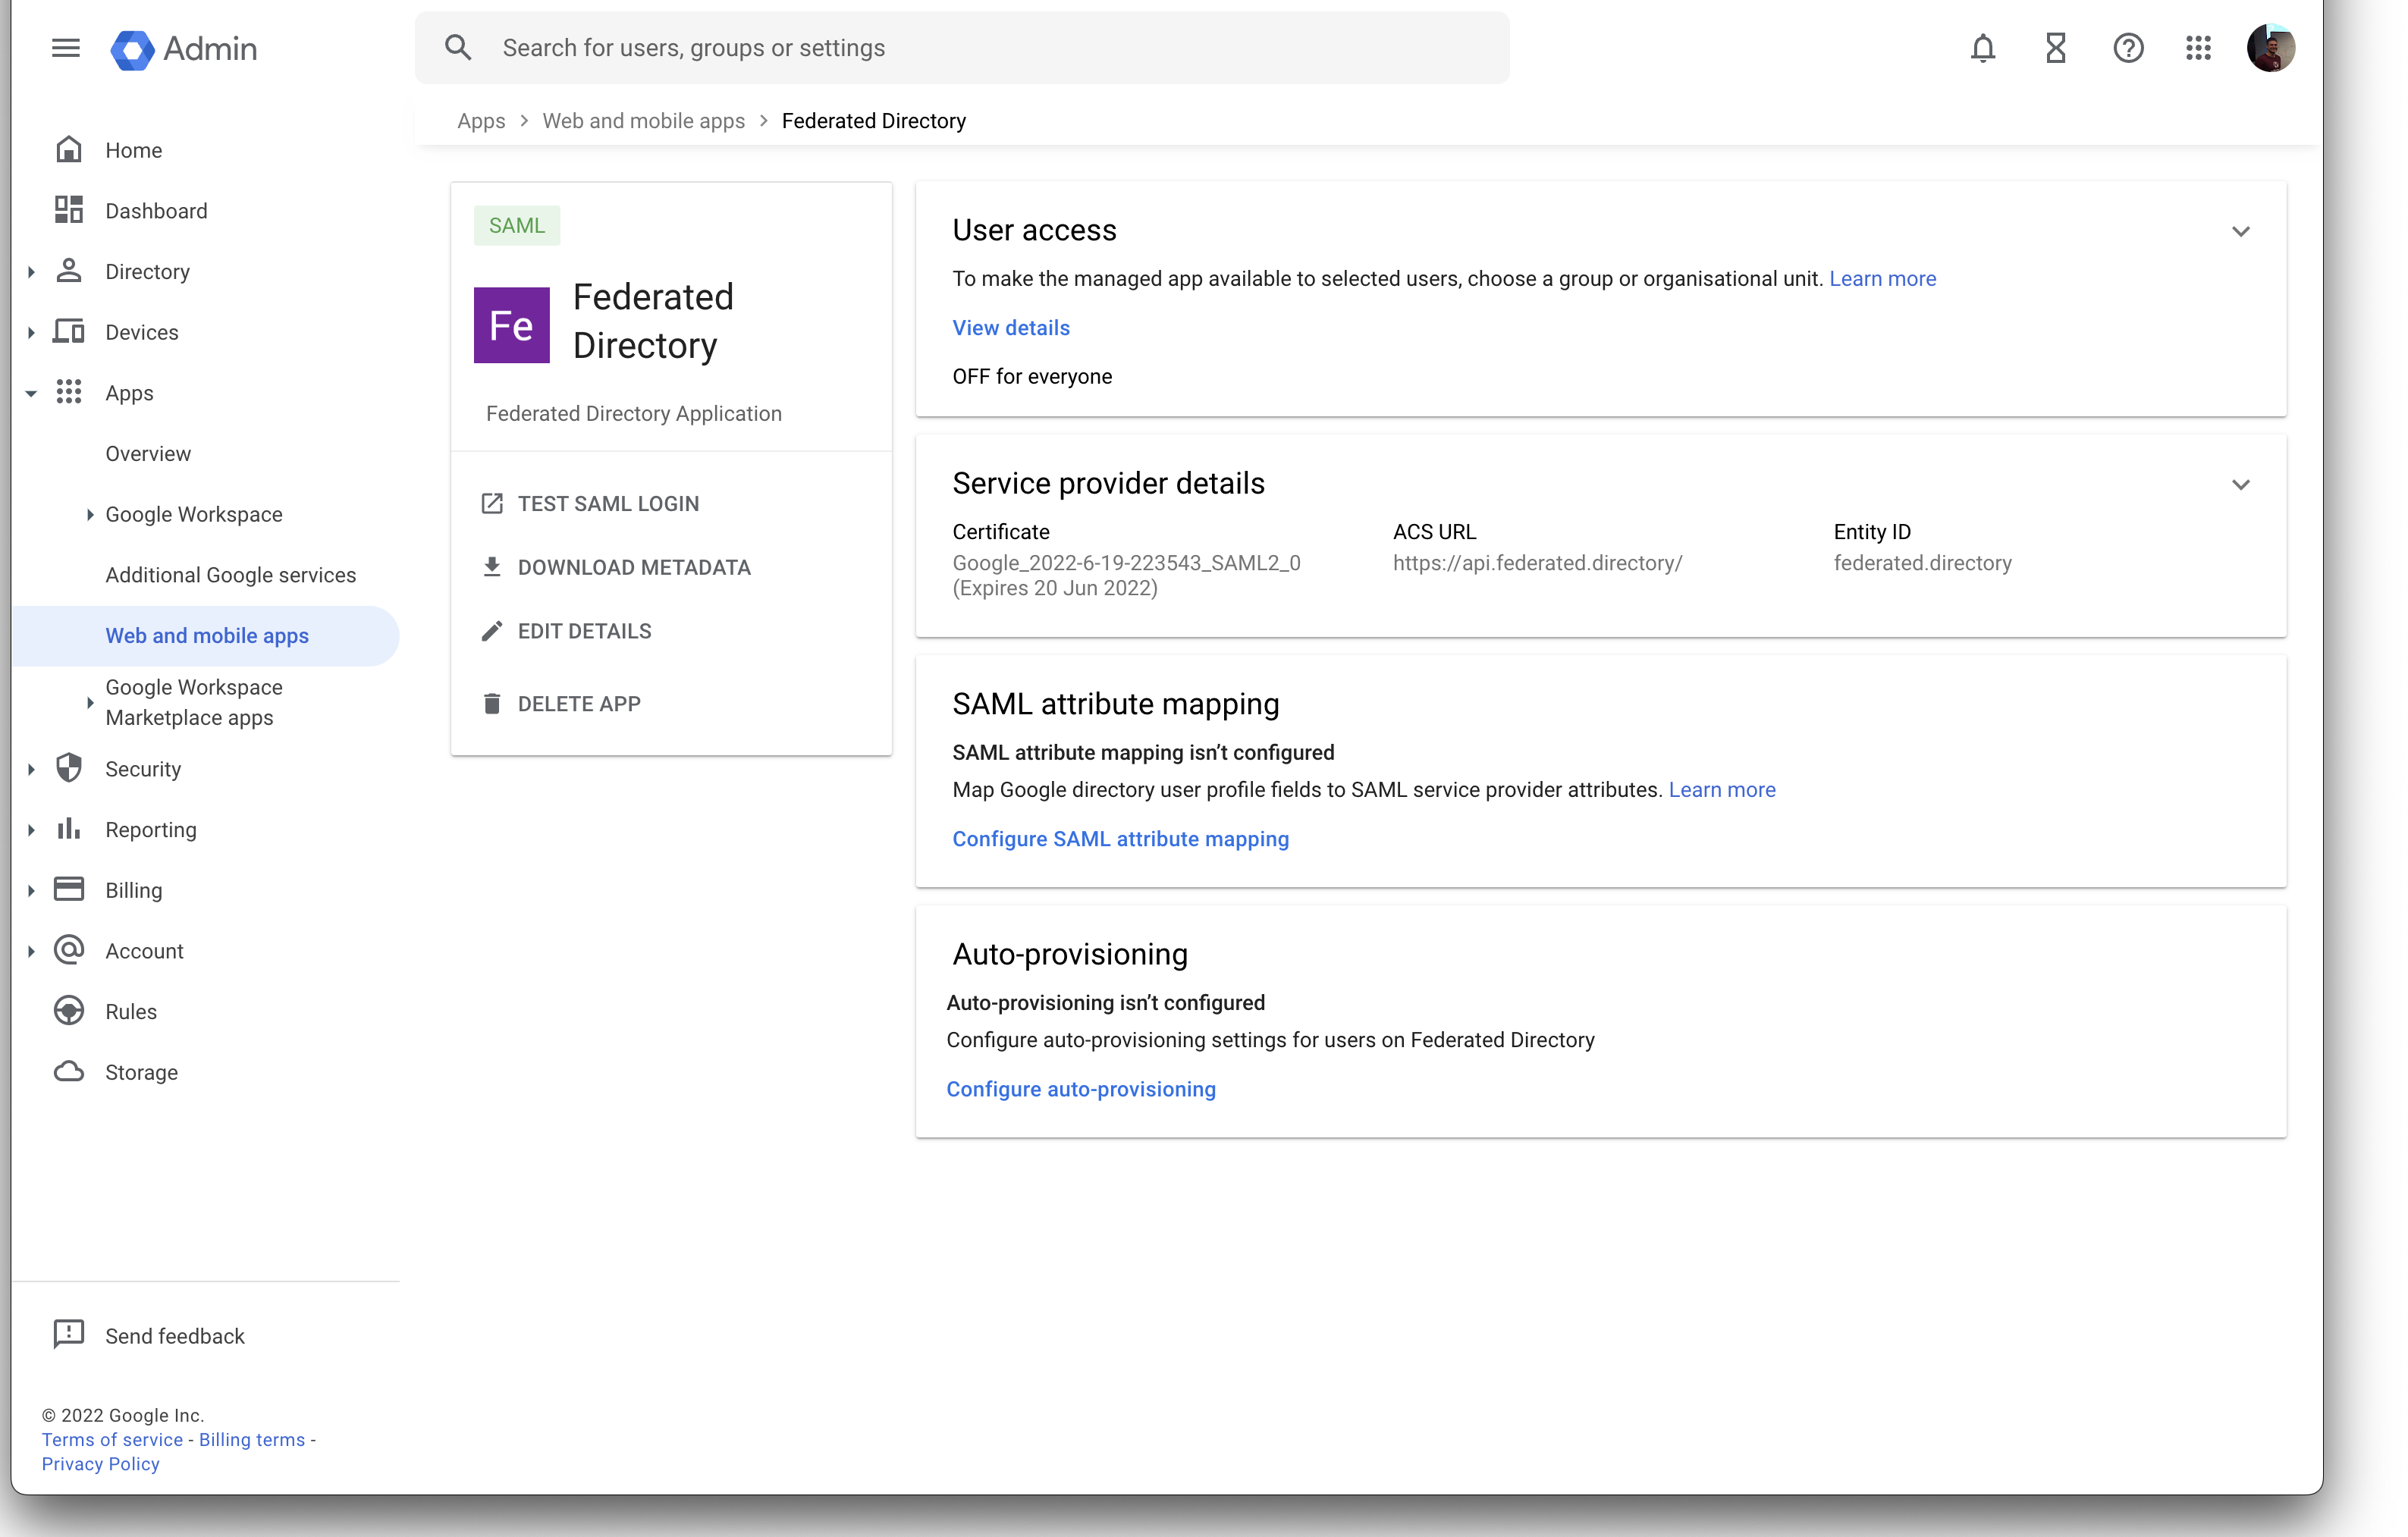 Admin
Search for users, groups or settings
Apps > Web and mobile apps > Federated Directory
Home
Dashboard
Directory
Devices
Apps
Overview
Google Workspace
Additional Google services
Web and mobile apps
Google Workspace
Marketplace apps
Security
Reporting
Billing
Account
Rules
Storage
Send feedback
© 2022 Google Inc.
Terms of service - Billing terms -
Privacy Policy
SAML
Fe
Federated
Directory
Federated Directory Application
TEST SAML LOGIN
DOWNLOAD METADATA
EDIT DETAILS
DELETE APP
User access
To make the managed app available to selected users, choose a group or organisational unit. Learn more
View details
OFF for everyone
Service provider details
Certificate
Google_2022-6-19-223543_SAML2_0
(Expires 20 Jun 2022)
ACS URL
https://api.federated.directory/
Entity ID
federated.directory
SAML attribute mapping
SAML attribute mapping isn’t configured
Map Google directory user profile fields to SAML service provider attributes. Learn more
Configure SAML attribute mapping
Auto-provisioning
Auto-provisioning isn’t configured
Configure auto-provisioning settings for users on Federated Directory
Configure auto-provisioning